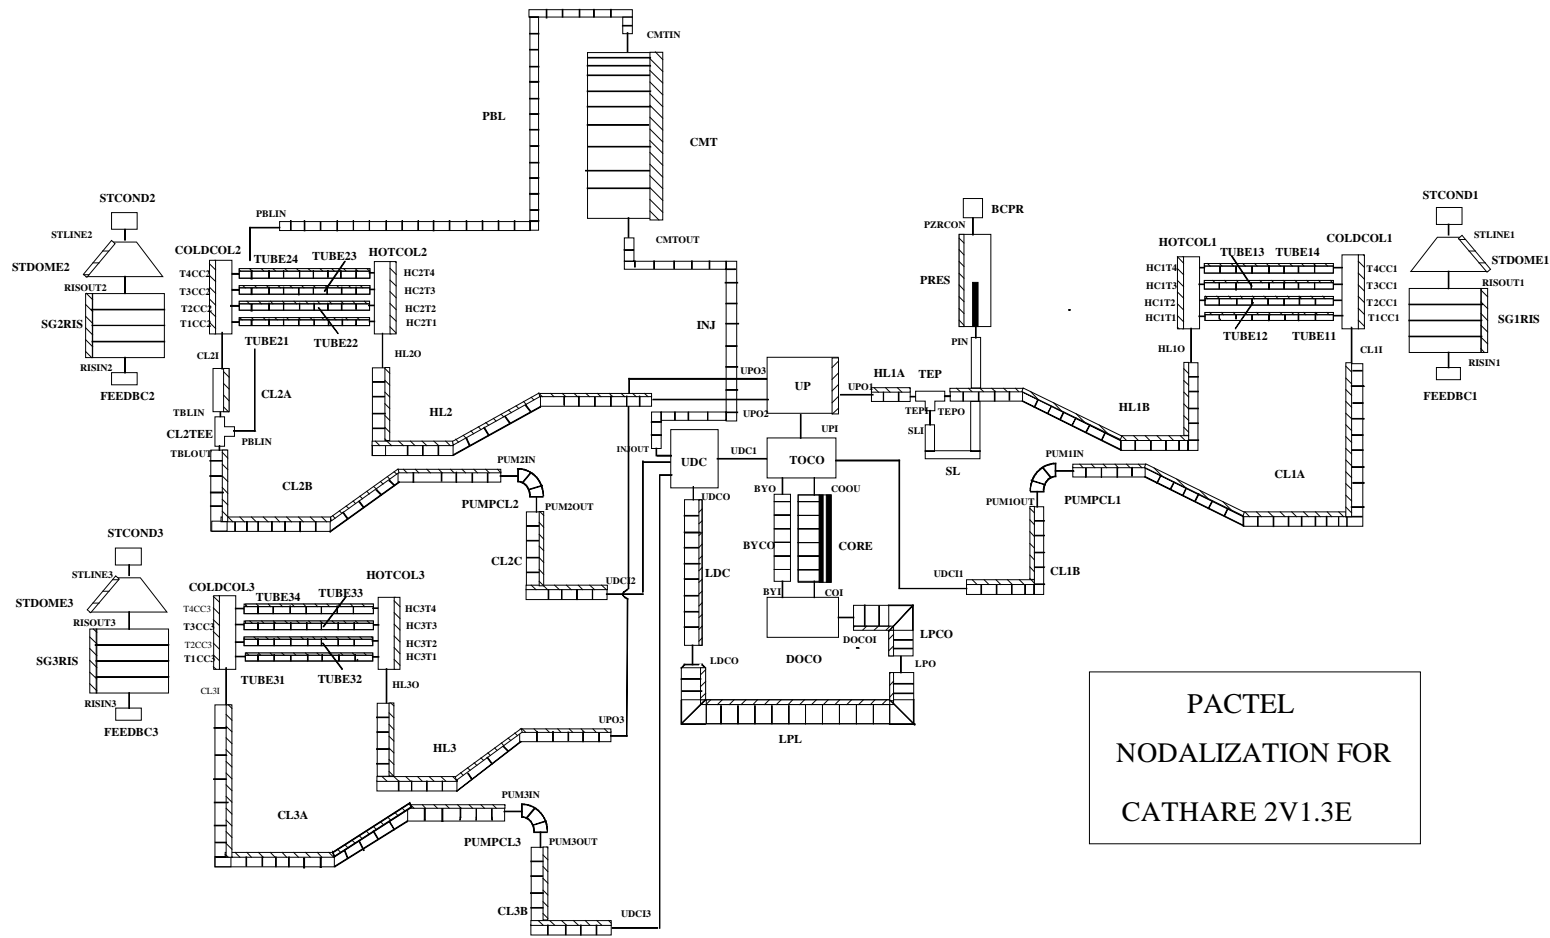 CMTIN
PBL
CMT
STCOND2
PBLIN
STLINE2
COLDCOL2
TUBE24
TUBE23
HOTCOL2
STDOME2
RISOUT2
T4CC2
T3CC2
T2CC2
T1CC2
HC2T4
HC2T3
HC2T2
HC2T1
SG2RIS
TUBE21
TUBE22
CL2I
HL2O
RISIN2
FEEDBC2
CL2A
TBLIN
CL2TEE
PBLIN
TBLOUT
HL2
CL2B
PUM2IN
PUMPCL2
PUM2OUT
CL2C
UDCI2
CMTOUT
INJ
INJOUT
UPO3
UPO2
UP
UPO1
UPI
UDC
UDC1
TOCO
UDCO
BYO
COOU
BYCO
CORE
LDC
BYI
COI
DOCO
DOCOI
LPCO
LPO
LDCO
LPL
BCPR
PZRCON
PRES
PIN
HL1A
TEP
TEPI
TEPO
SLI
SL
HL1B
HOTCOL1
TUBE13
TUBE14
COLDCOL1
HC1T4
HC1T3
HC1T2
HC1T1
T4CC1
T3CC1
T2CC1
T1CC1
TUBE12
TUBE11
HL1O
CL1I
STCOND1
STLINE1
STDOME1
RISOUT1
SG1RIS
RISIN1
FEEDBC1
PUM1IN
PUMPCL1
PUM1OUT
CL1A
CL1B
UDCI1
STCOND3
STLINE3
STDOME3
RISOUT3
SG3RIS
RISIN3
FEEDBC3
COLDCOL3
TUBE34
TUBE33
HOTCOL3
T4CC3
T3CC3
T2CC3
T1CC3
HC3T4
HC3T3
HC3T2
HC3T1
TUBE31
TUBE32
CL3I
HL3O
HL3
UPO3
CL3A
PUM3IN
PUMPCL3
PUM3OUT
CL3B
UDCI3
PACTEL
NODALIZATION FOR
CATHARE 2V1.3E